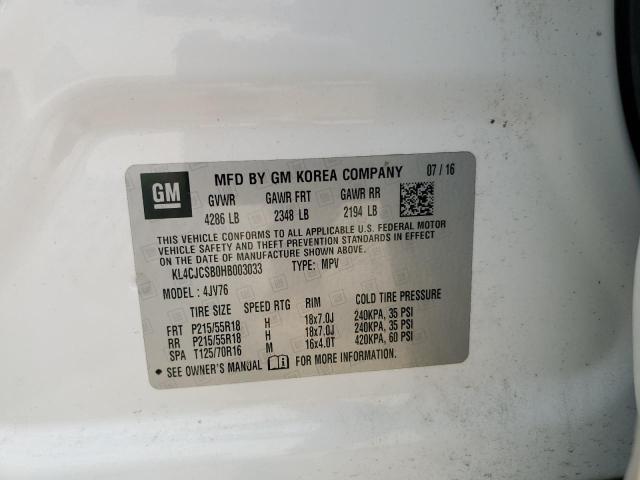 GM
MFD BY GM KOREA COMPANY 07/16
GVWR GAWR FRT GAWR RR
4286 LB 2348 LB 2194 LB
THIS VEHICLE CONFORMS TO ALL APPLICABLE U.S. FEDERAL MOTOR
VEHICLE SAFETY AND THEFT PREVENTION STANDARDS IN EFFECT
ON THE DATE OF MANUFACTURE SHOWN ABOVE.
KL4CJCSB0HB003033 TYPE: MPV
MODEL: 4JV76
TIRE SIZE SPEED RTG RIM COLD TIRE PRESSURE
FRT P215/55R18 H 18x7.0J 240KPA, 35 PSI
RR P215/55R18 H 18x7.0J 240KPA, 35 PSI
SPA T125/70R16 M 16x4.0T 420KPA, 60 PSI
SEE OWNER'S MANUAL FOR MORE INFORMATION.